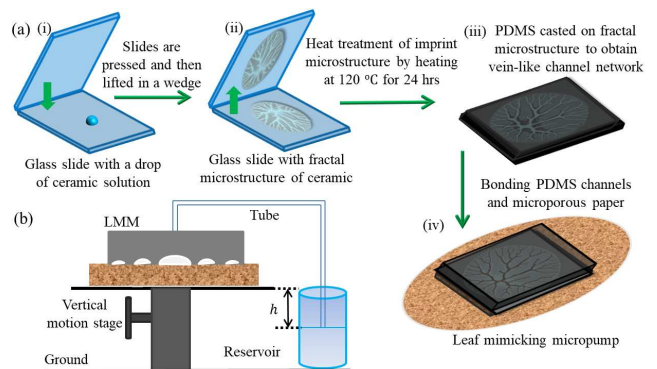 (a) (i)
Slides are
pressed and then
lifted in a wedge
Glass slide with a drop
of ceramic solution
(ii)
Heat treatment of imprint
microstructure by heating
at 120 °C for 24 hrs
Glass slide with fractal
microstructure of ceramic
(iii)
PDMS casted on fractal
microstructure to obtain
vein-like channel network
Bonding PDMS channels
and microporous paper
(iv)
Leaf mimicking micropump
(b)
LMM
Tube
Vertical
motion stage
h
Ground
Reservoir